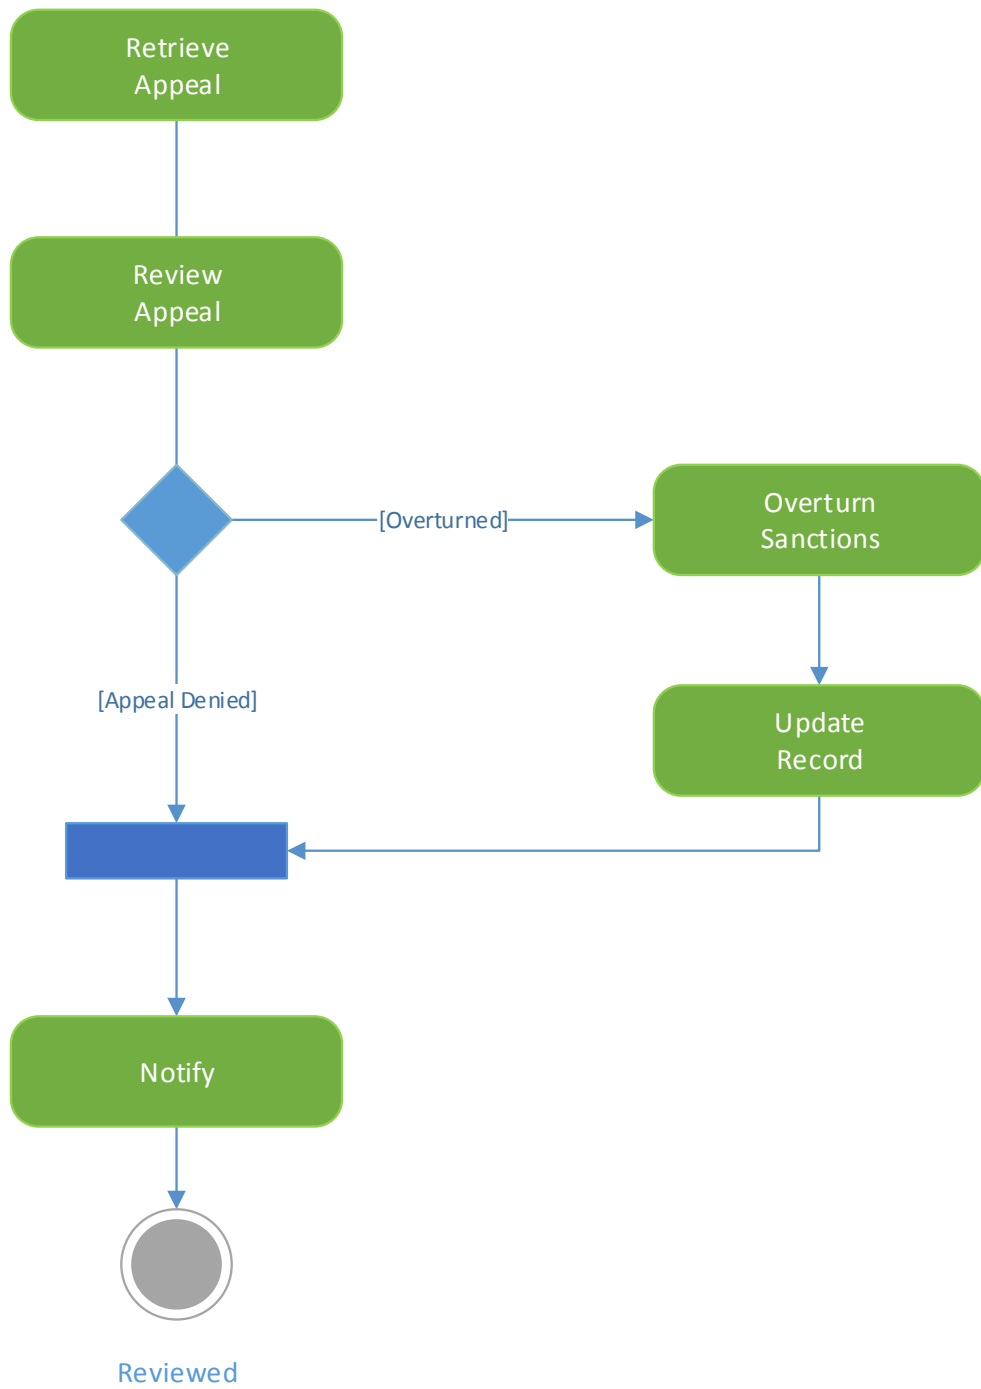 Retrieve
Appeal
Review
Appeal
[Overturned]
Overturn
Sanctions
[Appeal Denied]
Update
Record
Notify
Reviewed